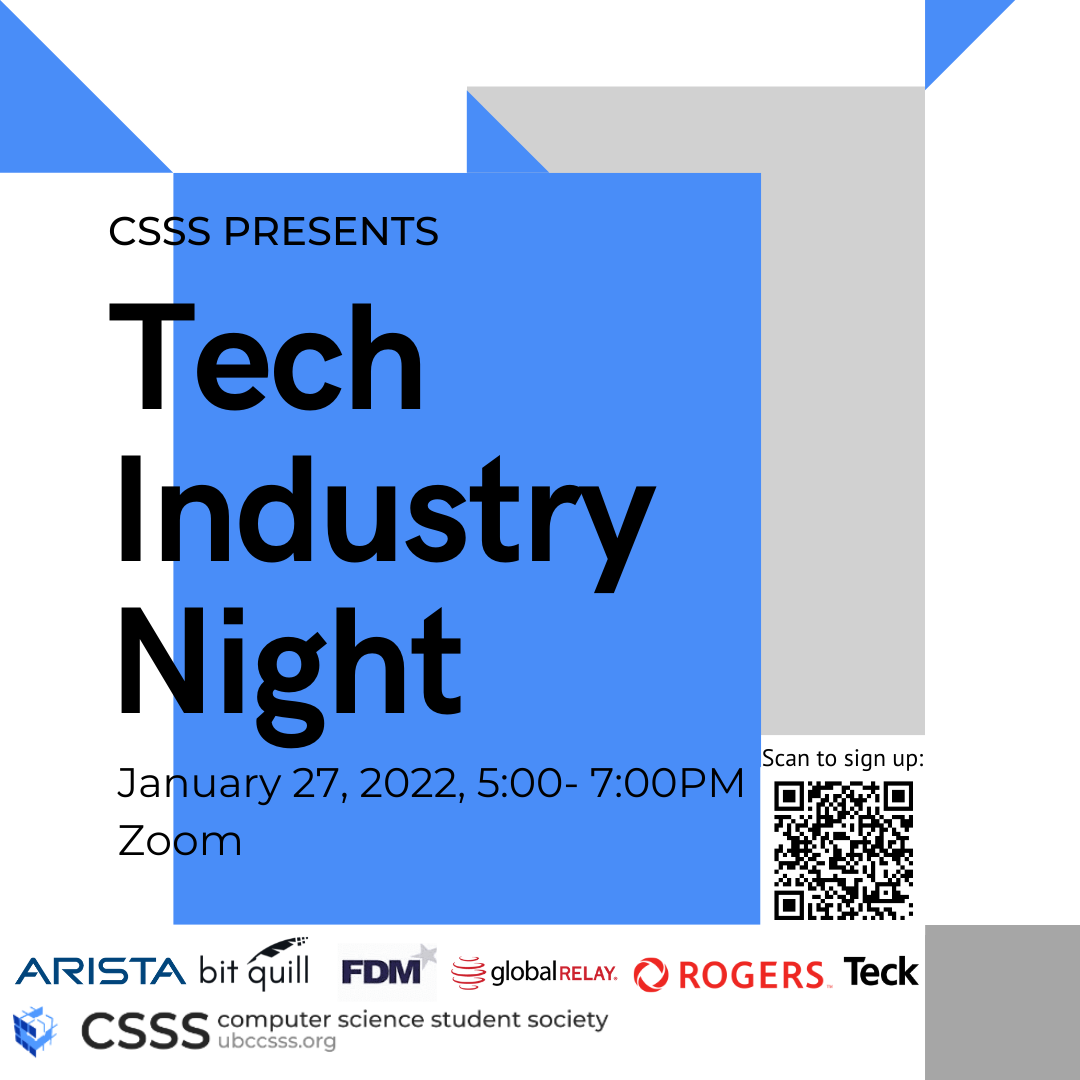 CSSS PRESENTS
Tech
Industry
Night
January 27, 2022, 5:00- 7:00PM
Zoom
Scan to sign up:
ARISTA bit quill FDM globalRELAY. ROGERS™ Teck
CSSS computer science student society
ubccsss.org